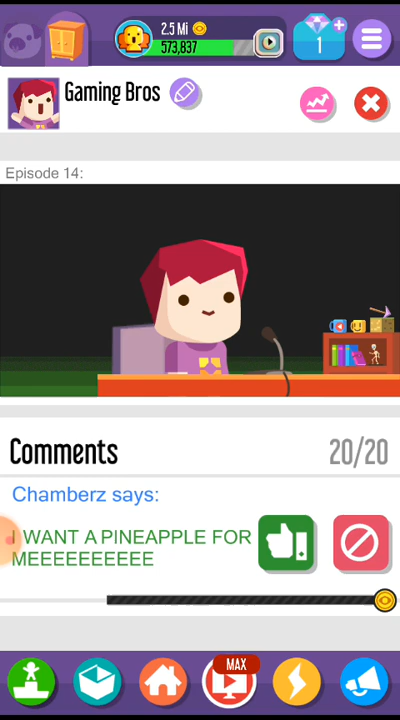 2.5 Mi
573,837
1
Gaming Bros
Episode 14:
Comments
20/20
Chamberz says:
I WANT A PINEAPPLE FOR
MEEEEEEEEEE
MAX